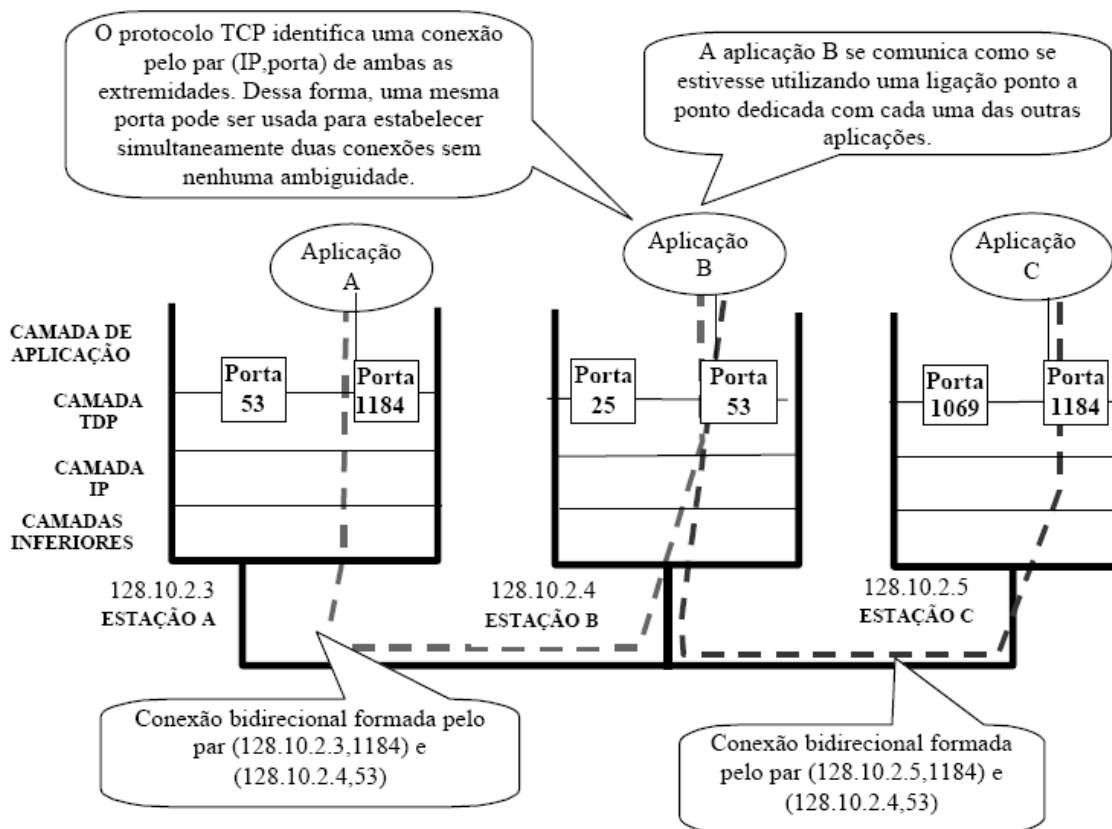 O protocolo TCP identifica uma conexão
pelo par (IP,porta) de ambas as
extremidades. Dessa forma, uma mesma
porta pode ser usada para estabelecer
simultaneamente duas conexões sem
nenhuma ambiguidade.
A aplicação B se comunica como se
estivesse utilizando uma ligação ponto a
ponto dedicada com cada uma das outras
aplicações.
Aplicação
A
Aplicação
B
Aplicação
C
CAMADA DE
APLICAÇÃO
Porta
53
Porta
1184
Porta
25
Porta
53
Porta
1069
Porta
1184
CAMADA
TDP
CAMADA
IP
CAMADAS
INFERIORES
128.10.2.3
ESTAÇÃO A
128.10.2.4
ESTAÇÃO B
128.10.2.5
ESTAÇÃO C
Conexão bidirecional formada pelo
par (128.10.2.3,1184) e
(128.10.2.4,53)
Conexão bidirecional formada
pelo par (128.10.2.5,1184) e
(128.10.2.4,53)